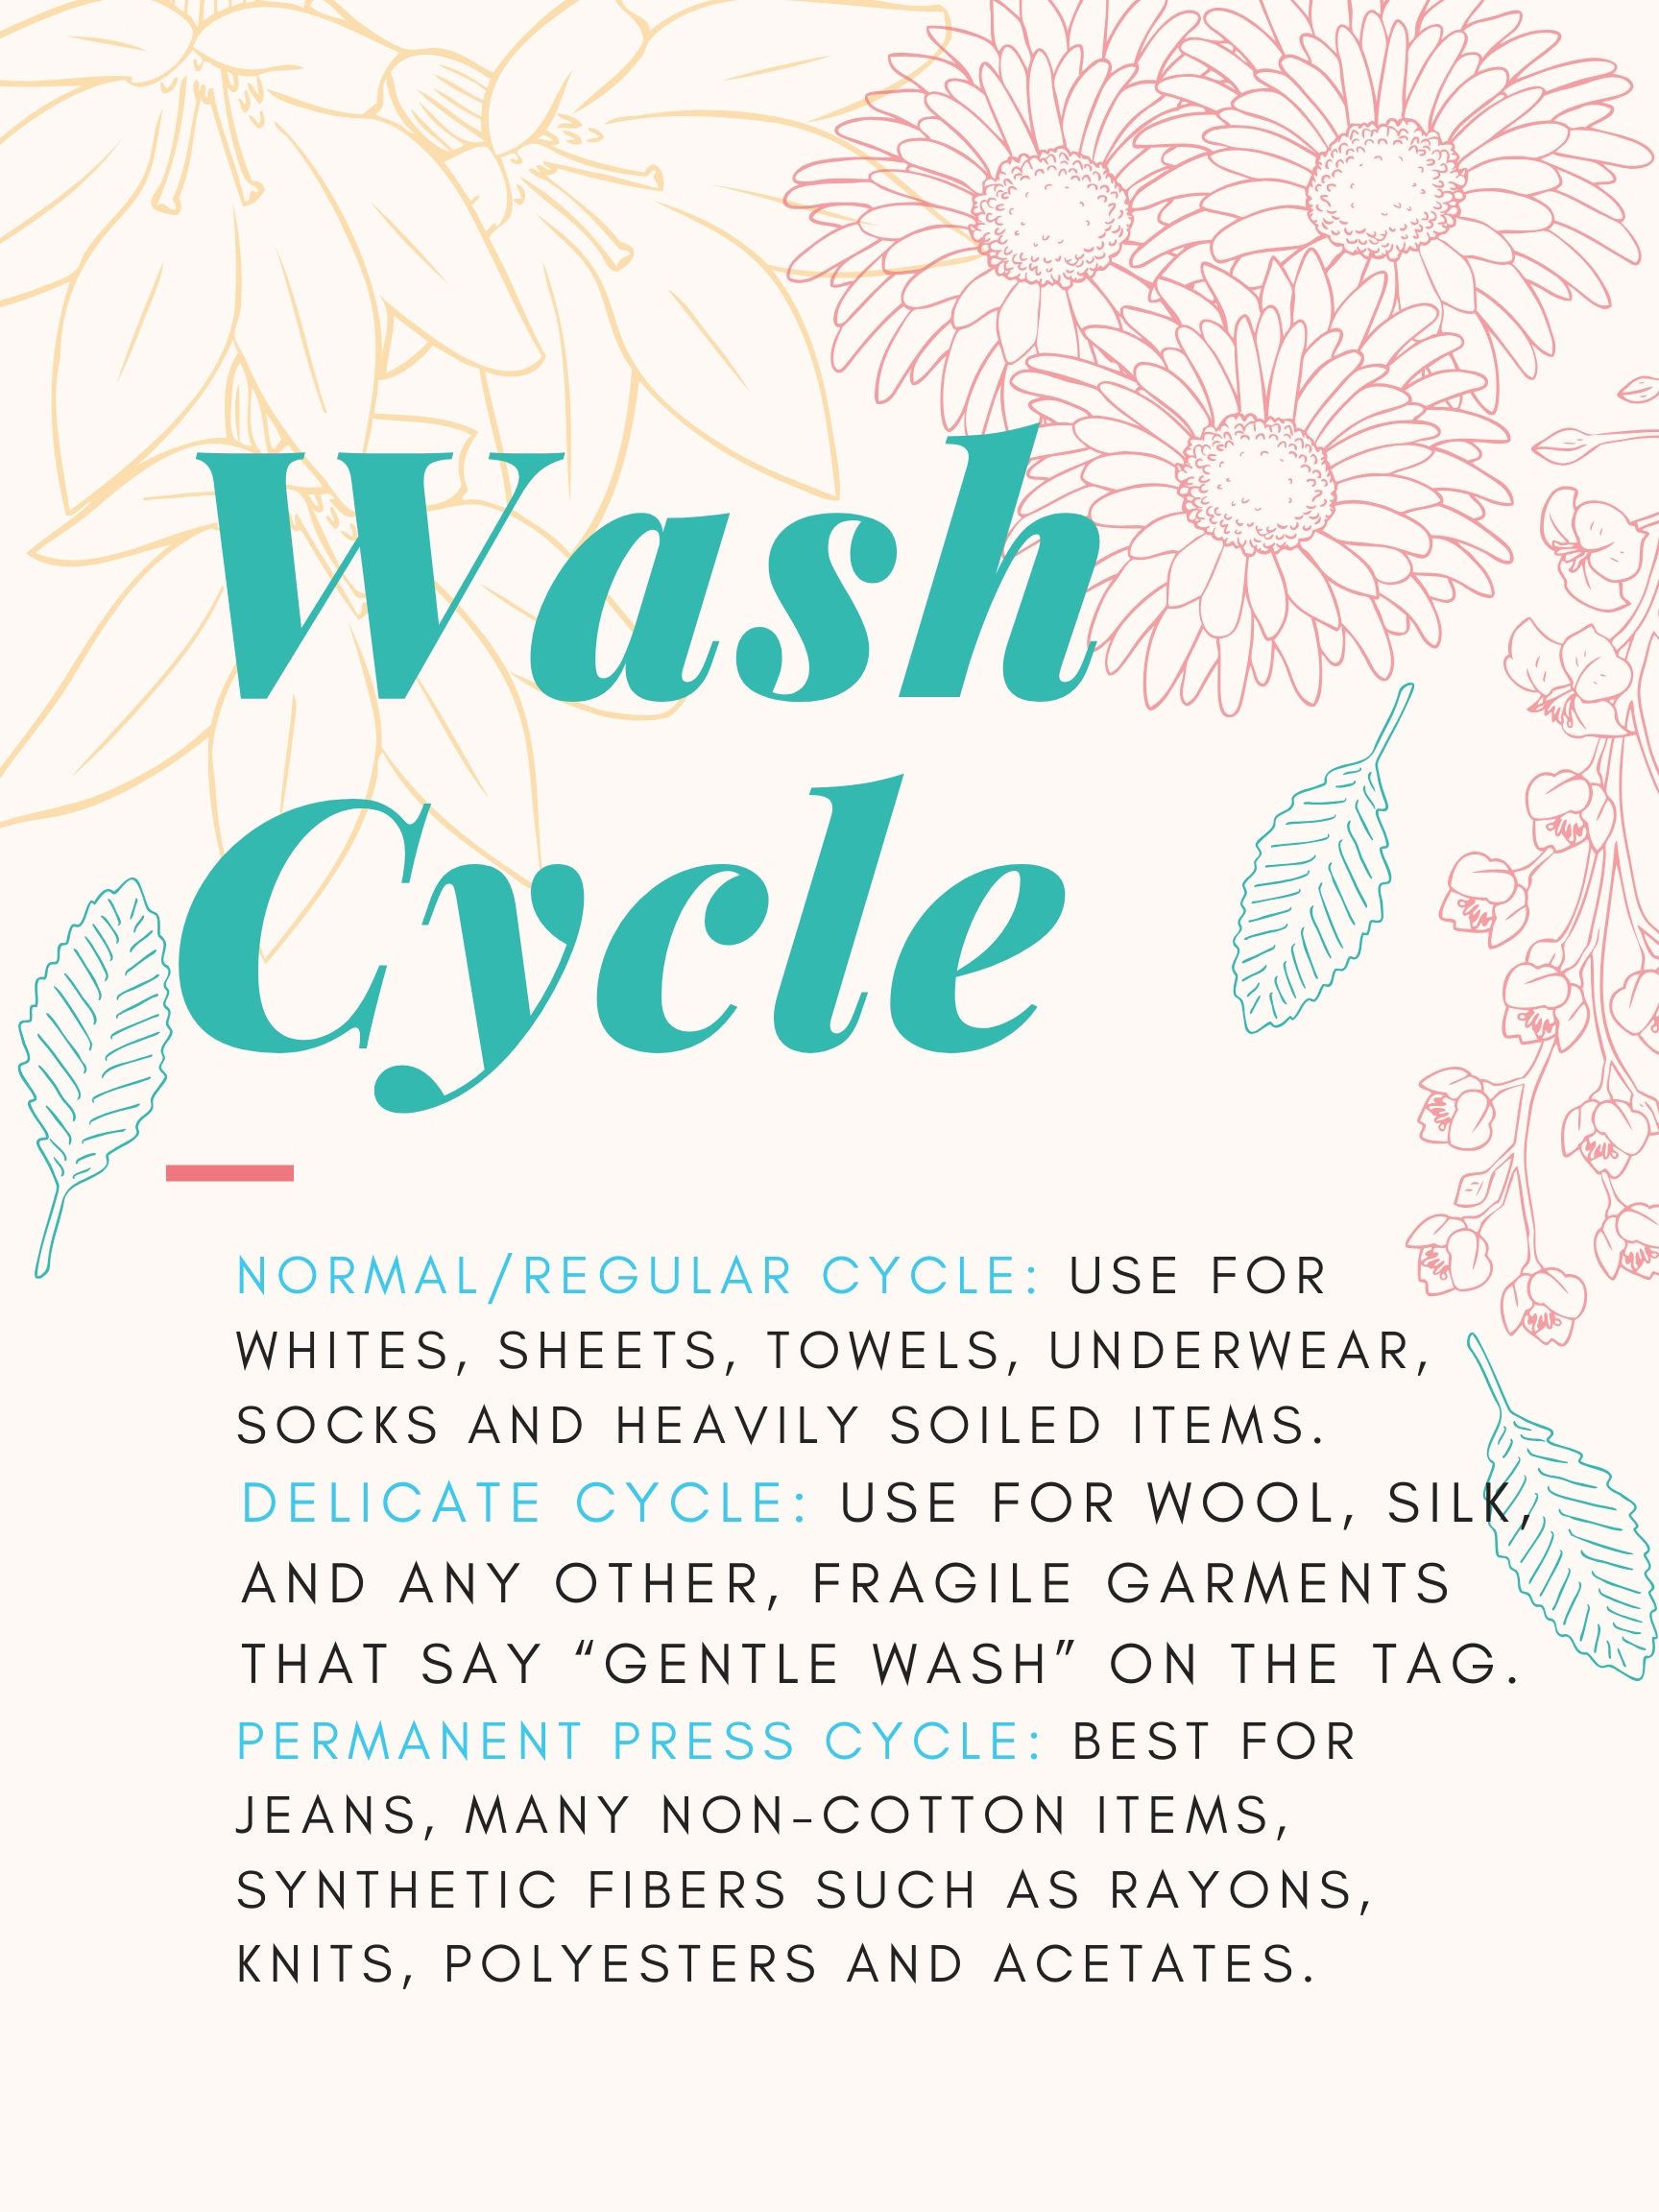 Wash
Cycle
NORMAL/REGULAR CYCLE: USE FOR
WHITES, SHEETS, TOWELS, UNDERWEAR,
SOCKS AND HEAVILY SOILED ITEMS.
DELICATE CYCLE: USE FOR WOOL, SILK,
AND ANY OTHER, FRAGILE GARMENTS
THAT SAY “GENTLE WASH” ON THE TAG.
PERMANENT PRESS CYCLE: BEST FOR
JEANS, MANY NON-COTTON ITEMS,
SYNTHETIC FIBERS SUCH AS RAYONS,
KNITS, POLYESTERS AND ACETATES.